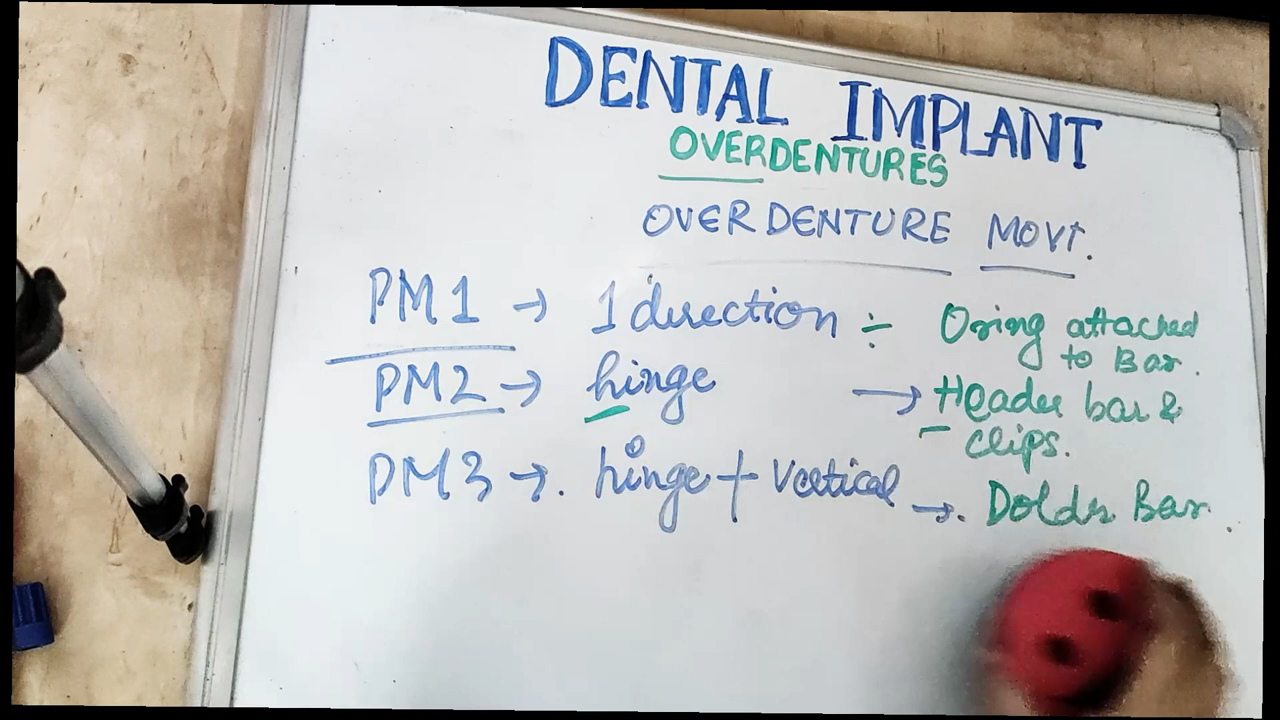 DENTAL IMPLANT
OVERDENTURES
OVERDENTURE MOVT.
PM1 → 1 direction ÷ Oring attached to Bar.
PM2 → hinge → Header bar & clips.
PM3 →. hinge + Vertical →. Dolder Bar.